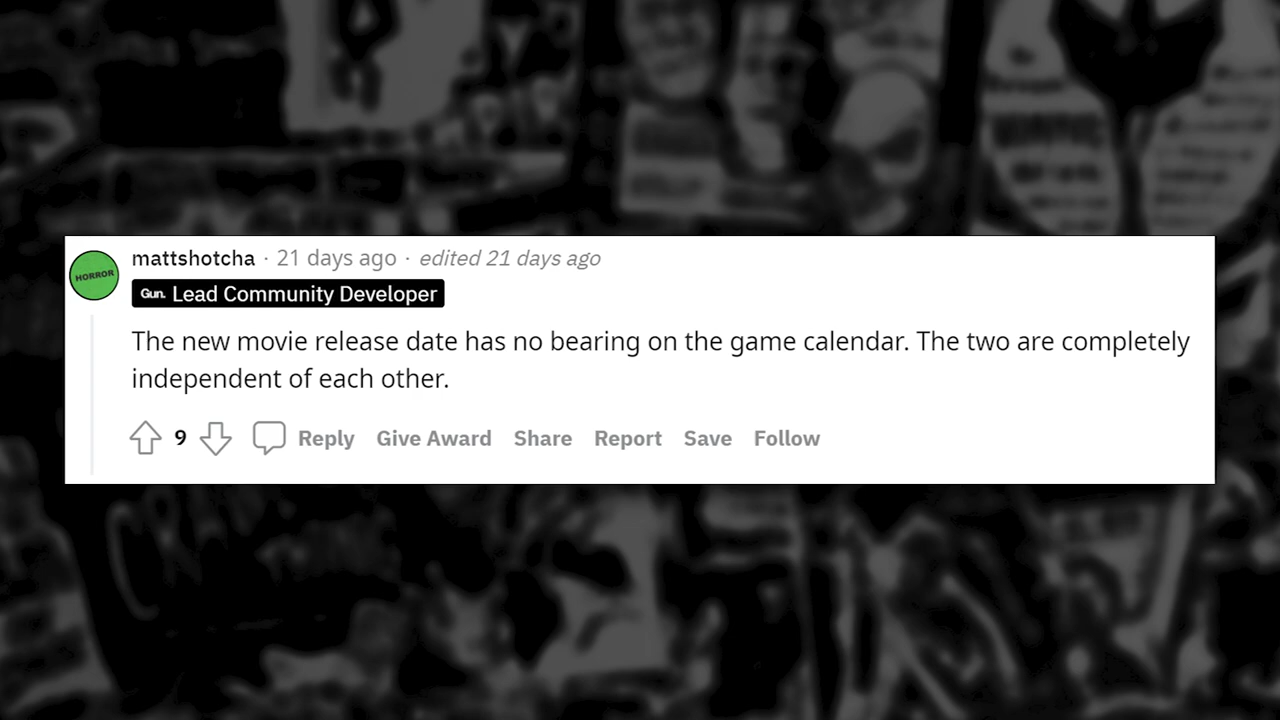 HORROR
mattshotcha · 21 days ago · edited 21 days ago
Gun. Lead Community Developer
The new movie release date has no bearing on the game calendar. The two are completely
independent of each other.
9 Reply Give Award Share Report Save Follow